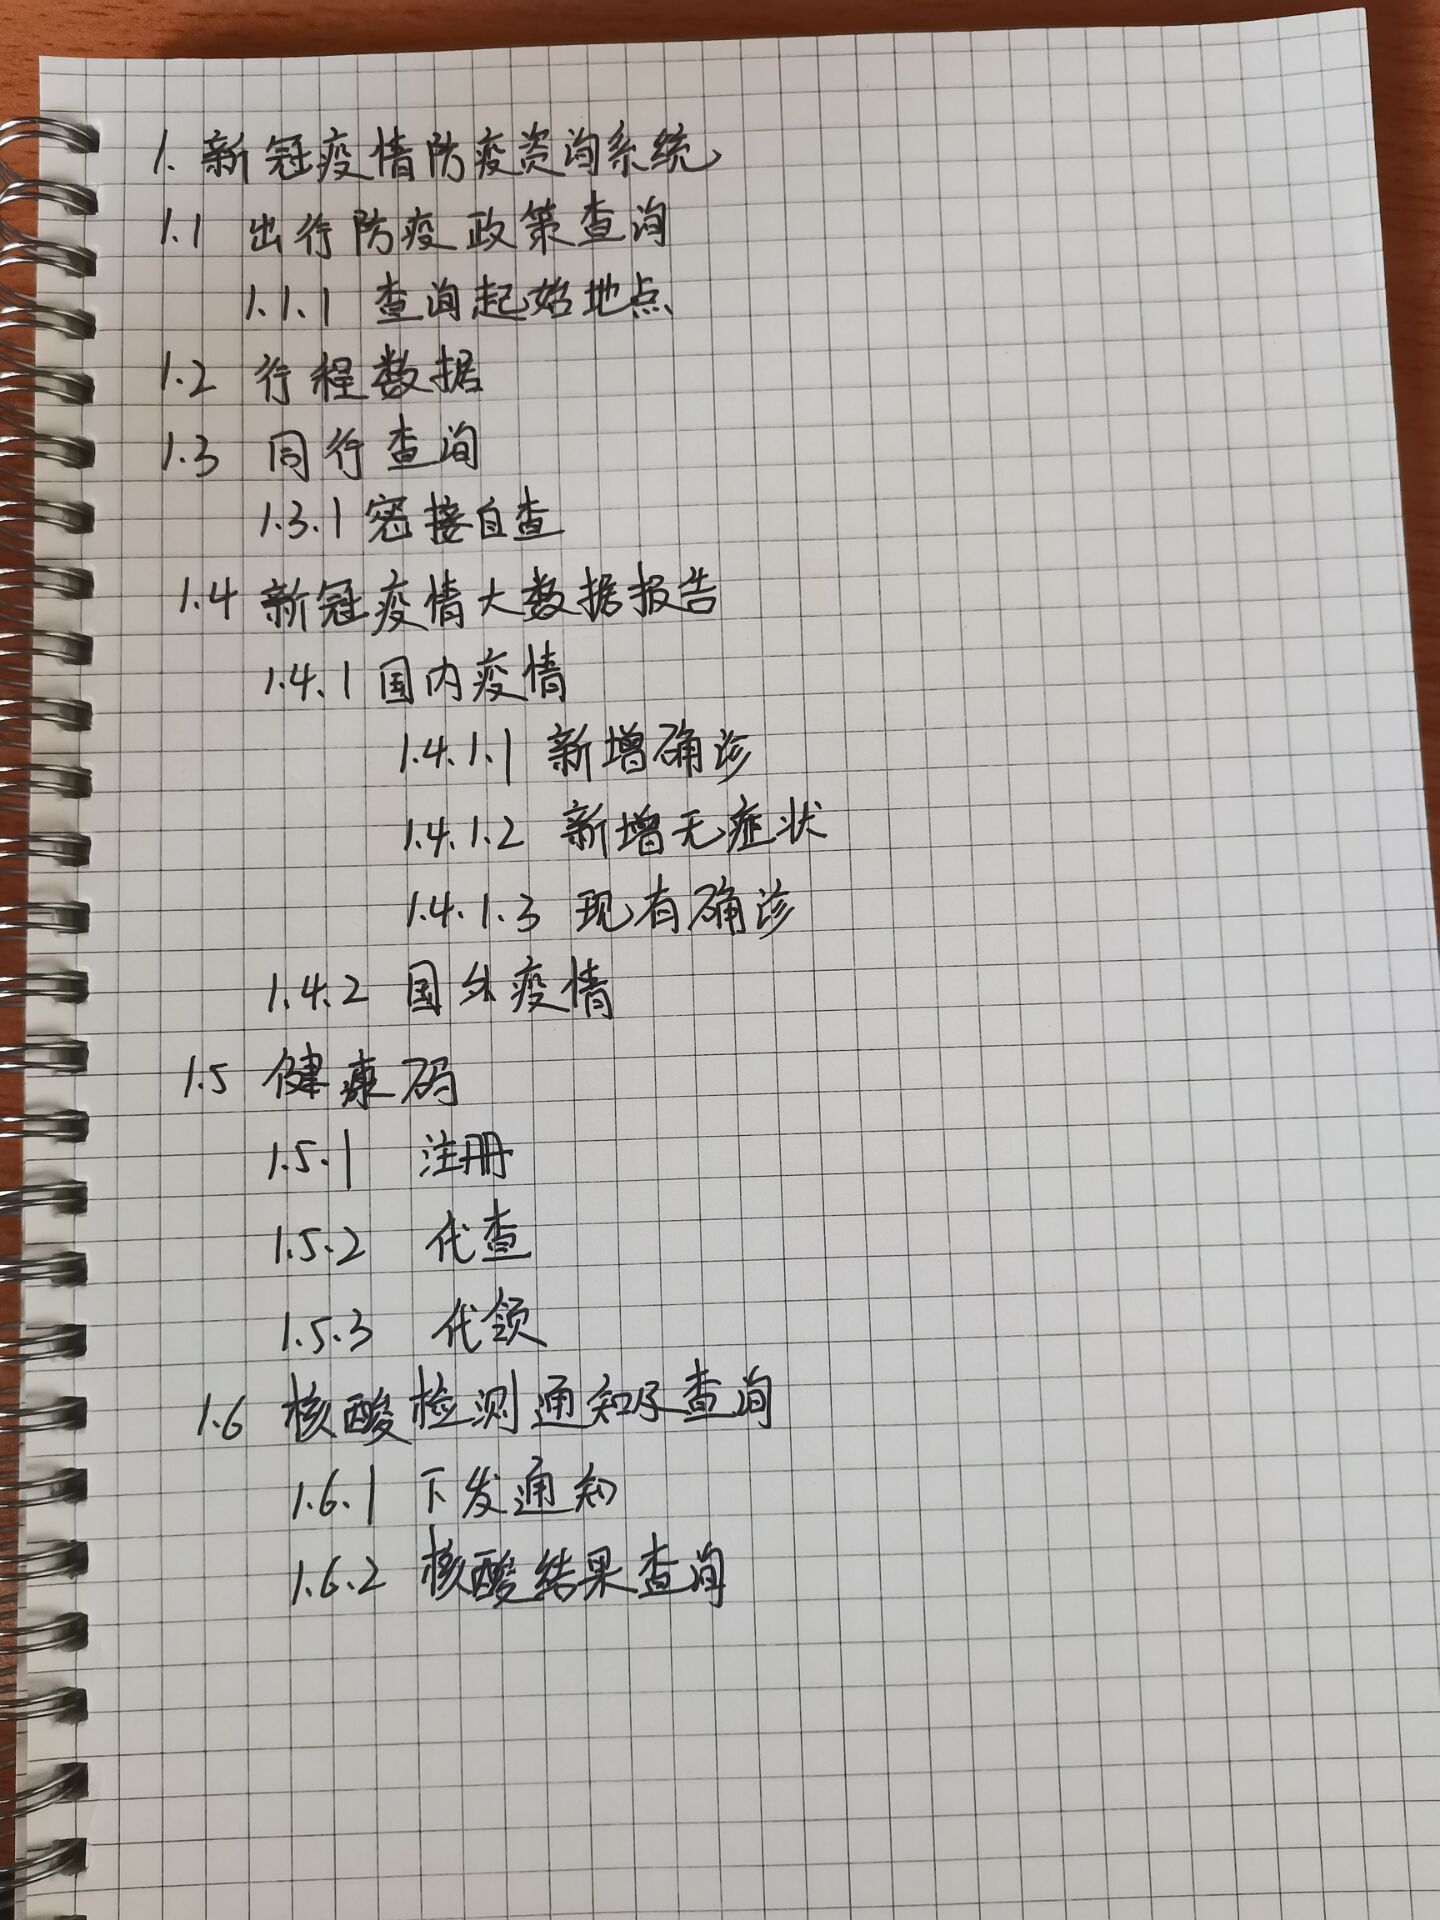 1. 新冠疫情防疫资询系统
1.1 出行防疫政策查询
1.1.1 查询起始地点
1.2 行程数据
1.3 同行查询
1.3.1 密接自查
1.4 新冠疫情大数据报告
1.4.1 国内疫情
1.4.1.1 新增确诊
1.4.1.2 新增无症状
1.4.1.3 现有确诊
1.4.2 国外疫情
1.5 健康码
1.5.1 注册
1.5.2 代查
1.5.3 代领
1.6 核酸检测通知及查询
1.6.1 下发通知
1.6.2 核酸结果查询